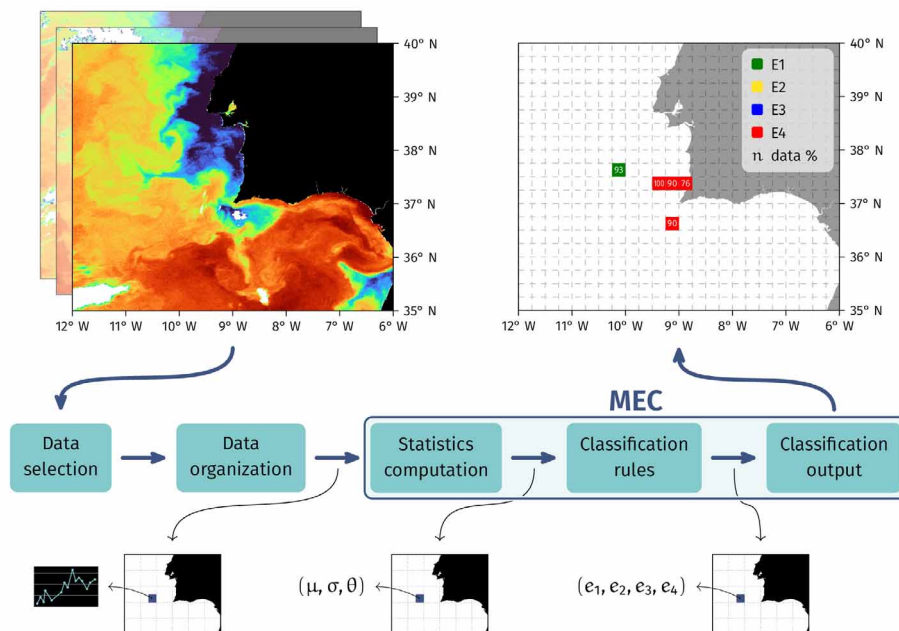 40° N
39° N
38° N
37° N
36° N
35° N
12° W 11° W 10° W 9° W 8° W 7° W 6° W
40° N
39° N
38° N
37° N
36° N
35° N
12° W 11° W 10° W 9° W 8° W 7° W 6° W
E1
E2
E3
E4
n data %
93
100 90 76
90
MEC
Data
selection
Data
organization
Statistics
computation
Classification
rules
Classification
output
(μ, σ, θ)
(e₁, e₂, e₃, e₄)